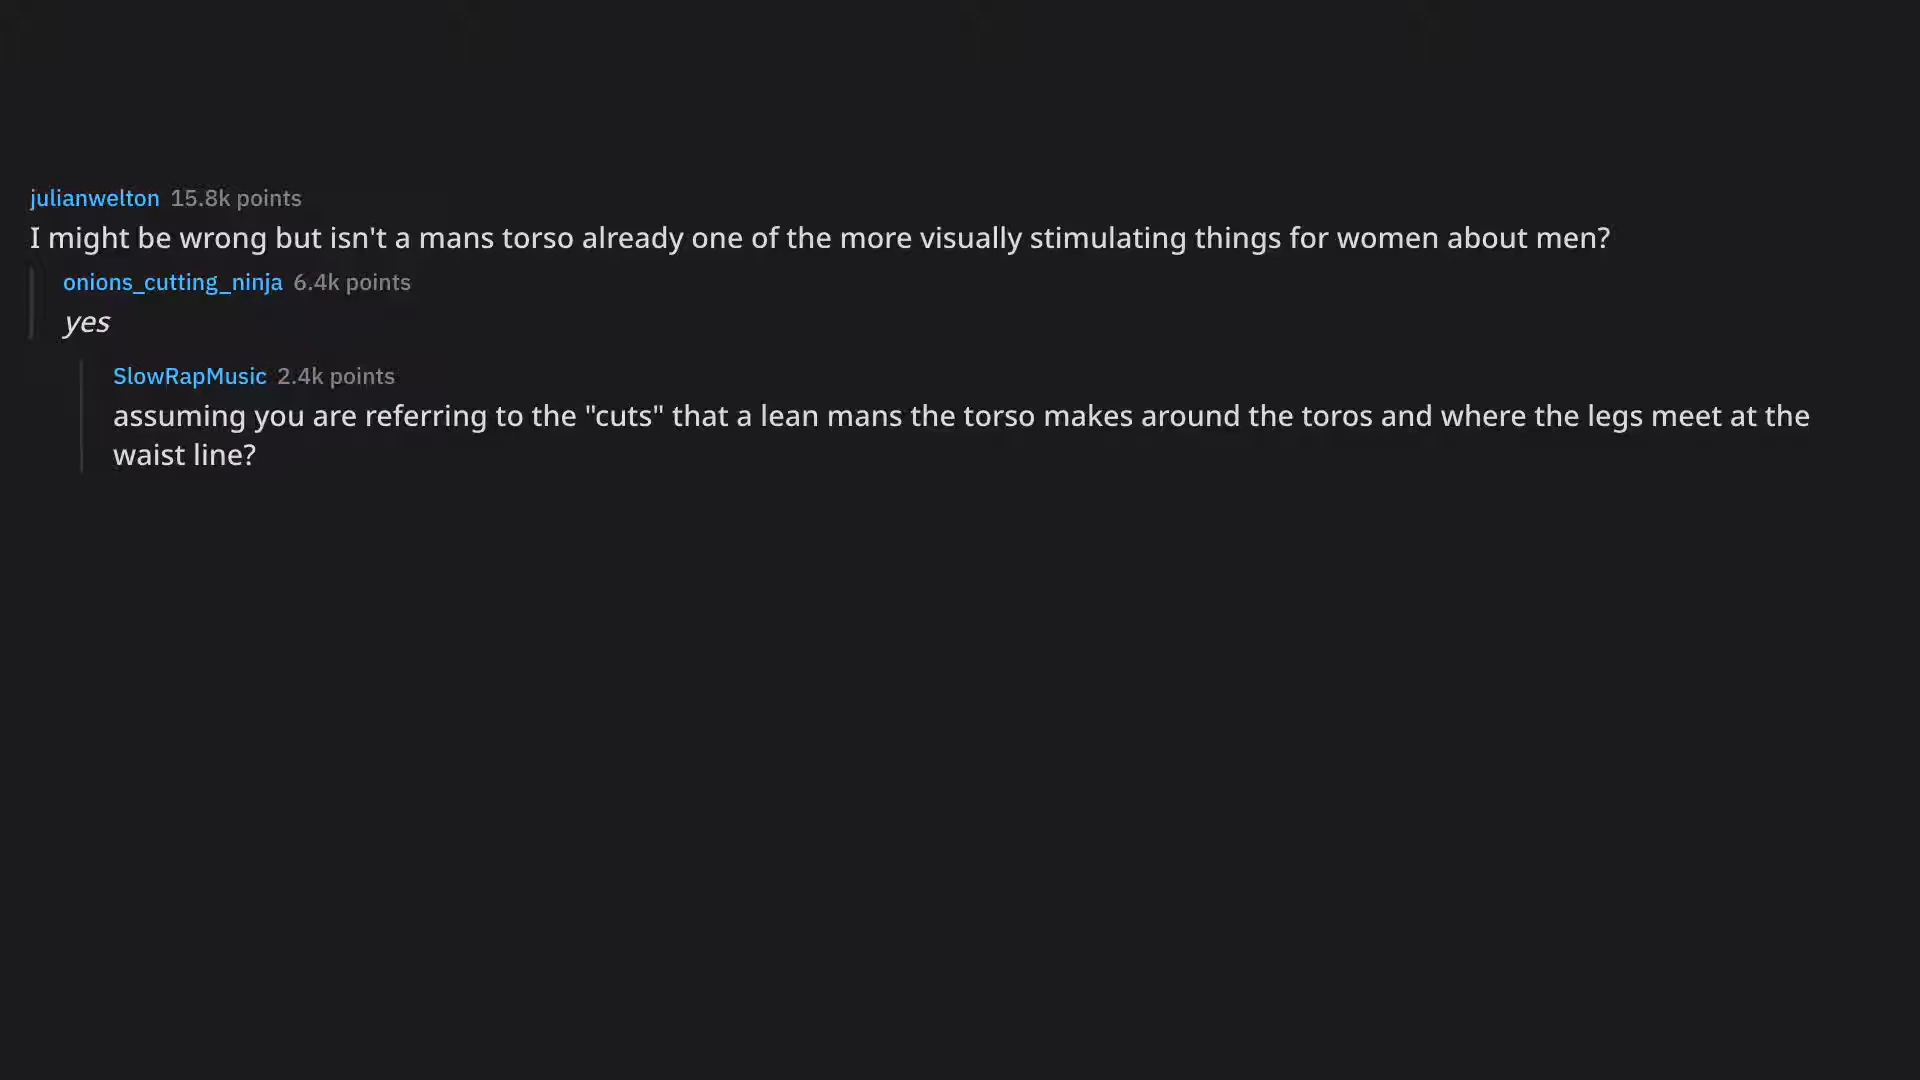 julianwelton 15.8k points
I might be wrong but isn't a mans torso already one of the more visually stimulating things for women about men?
onions_cutting_ninja 6.4k points
yes
SlowRapMusic 2.4k points
assuming you are referring to the "cuts" that a lean mans the torso makes around the toros and where the legs meet at the
waist line?